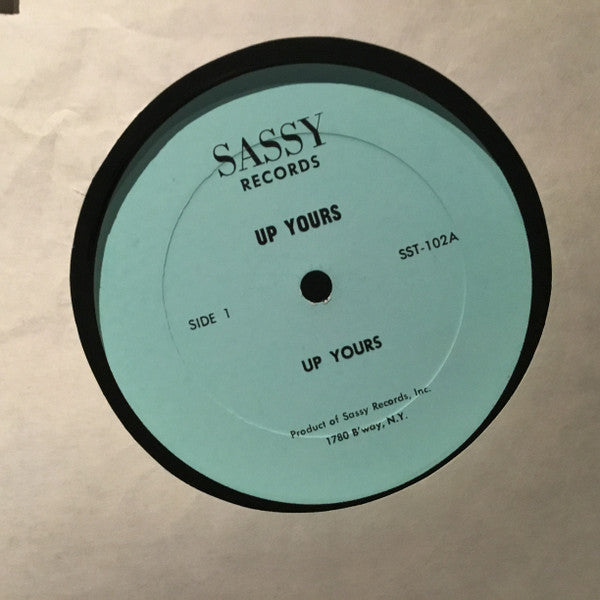 SASSY
RECORDS
UP YOURS
SST-102A
SIDE 1
UP YOURS
Product of Sassy Records, Inc.
1780 B'way, N.Y.